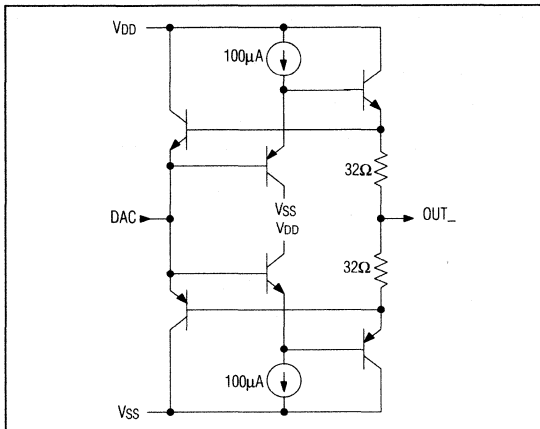 VDD
100μA
32Ω
VSS
DAC
OUT_
VDD
32Ω
100μA
VSS